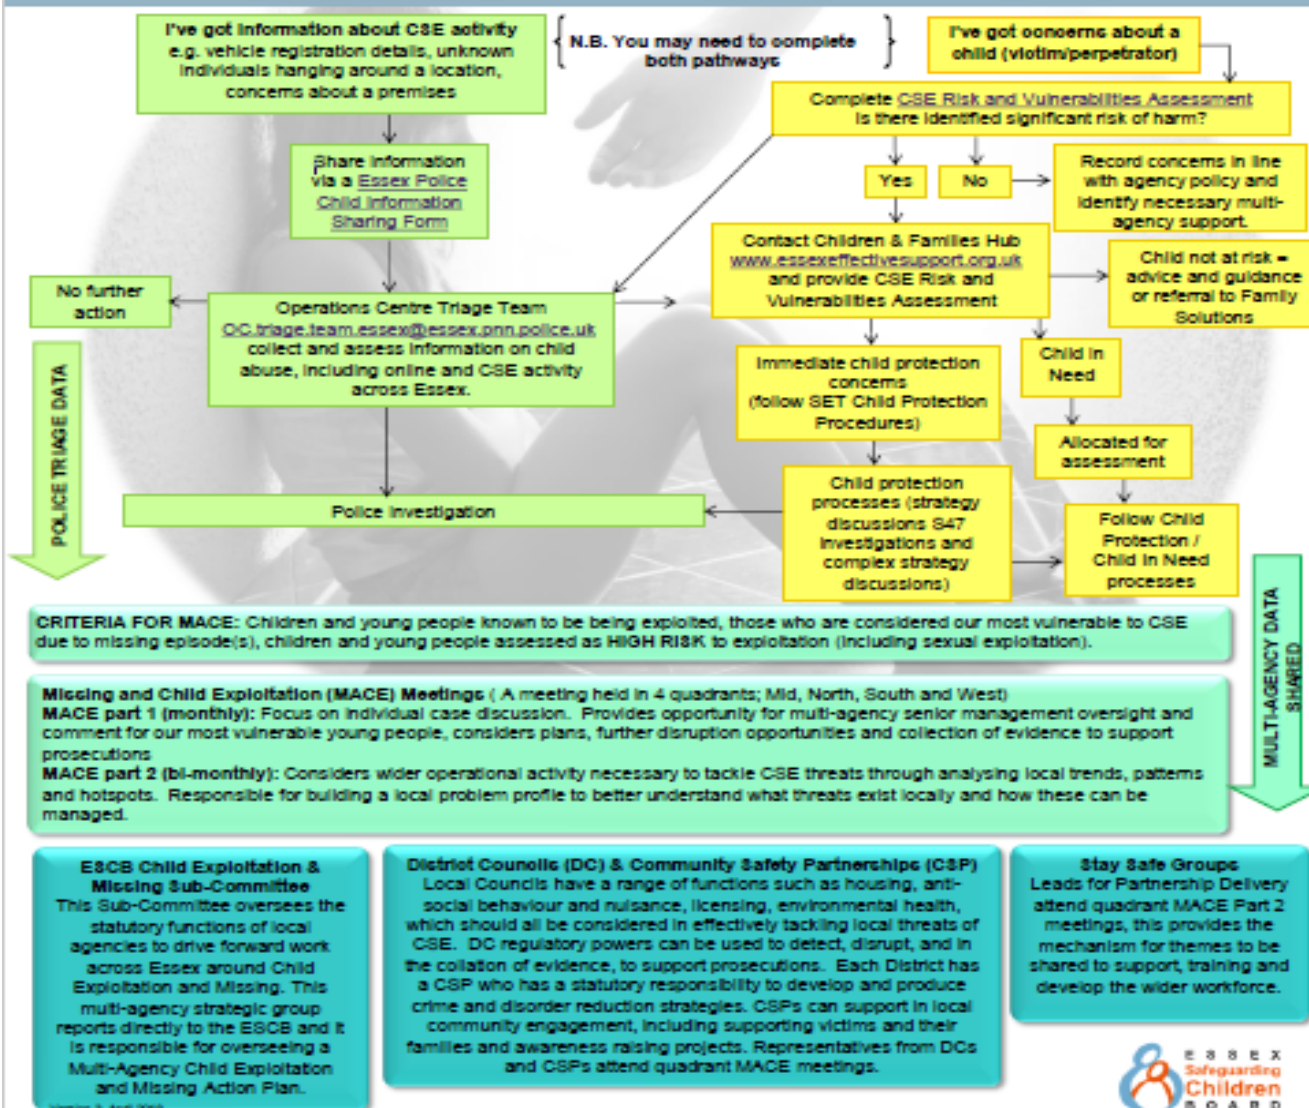 I've got information about CSE activity
e.g. vehicle registration details, unknown
individuals hanging around a location,
concerns about a premises
N.B. You may need to complete
both pathways
I've got concerns about a
child (victim/perpetrator)
Complete CSE Risk and Vulnerabilities Assessment
Is there identified significant risk of harm?
Share information
via a Essex Police
Child Information
Sharing Form
Yes
No
Record concerns in line
with agency policy and
identify necessary multi-
agency support.
Contact Children & Families Hub
www.essexeffectivesupport.org.uk
and provide CSE Risk and
Vulnerabilities Assessment
Child not at risk =
advice and guidance
or referral to Family
Solutions
No further
action
Operations Centre Triage Team
OC.triage.team.essex@essex.pnn.police.uk
collect and assess information on child
abuse, including online and CSE activity
across Essex.
Immediate child protection
concerns
(follow SET Child Protection
Procedures)
Child in
Need
Allocated for
assessment
POLICE TRIAGE DATA
Police Investigation
Child protection
processes (strategy
discussions S47
investigations and
complex strategy
discussions)
Follow Child
Protection /
Child in Need
processes
MULTI-AGENCY DATA
SHARED
CRITERIA FOR MACE: Children and young people known to be being exploited, those who are considered our most vulnerable to CSE
due to missing episode(s), children and young people assessed as HIGH RISK to exploitation (including sexual exploitation).
Missing and Child Exploitation (MACE) Meetings ( A meeting held in 4 quadrants; Mid, North, South and West)
MACE part 1 (monthly): Focus on individual case discussion. Provides opportunity for multi-agency senior management oversight and
comment for our most vulnerable young people, considers plans, further disruption opportunities and collection of evidence to support
prosecutions
MACE part 2 (bi-monthly): Considers wider operational activity necessary to tackle CSE threats through analysing local trends, patterns
and hotspots. Responsible for building a local problem profile to better understand what threats exist locally and how these can be
managed.
ESCB Child Exploitation &
Missing Sub-Committee
This Sub-Committee oversees the
statutory functions of local
agencies to drive forward work
across Essex around Child
Exploitation and Missing. This
multi-agency strategic group
reports directly to the ESCB and it
is responsible for overseeing a
Multi-Agency Child Exploitation
and Missing Action Plan.
District Councils (DC) & Community Safety Partnerships (CSP)
Local Councils have a range of functions such as housing, anti-
social behaviour and nuisance, licensing, environmental health,
which should all be considered in effectively tackling local threats of
CSE. DC regulatory powers can be used to detect, disrupt, and in
the collation of evidence, to support prosecutions. Each District has
a CSP who has a statutory responsibility to develop and produce
crime and disorder reduction strategies. CSPs can support in local
community engagement, including supporting victims and their
families and awareness raising projects. Representatives from DCs
and CSPs attend quadrant MACE meetings.
Stay Safe Groups
Leads for Partnership Delivery
attend quadrant MACE Part 2
meetings, this provides the
mechanism for themes to be
shared to support, training and
develop the wider workforce.
ESSEX
Safeguarding
Children
BOARD